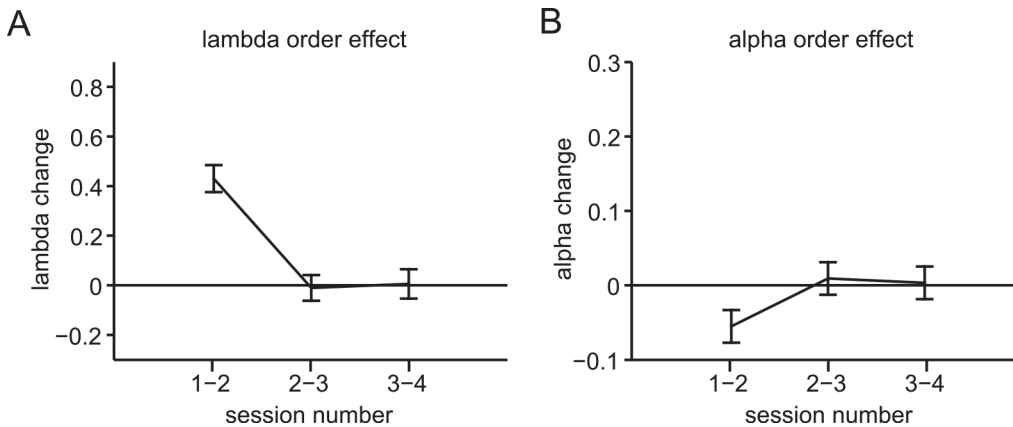 A
lambda order effect
lambda change
0.8
0.6
0.4
0.2
0
−0.2
1−2
2−3
3−4
session number
B
alpha order effect
alpha change
0.3
0.2
0.1
0
−0.1
1−2
2−3
3−4
session number